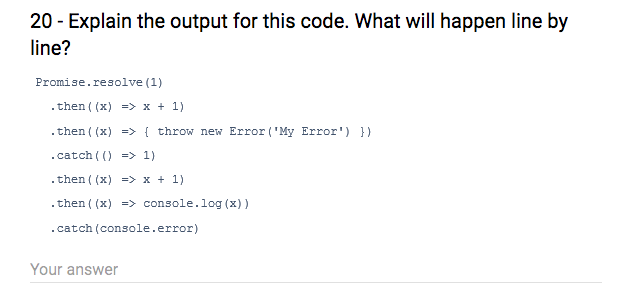 20 - Explain the output for this code. What will happen line by
line?
Promise.resolve(1)
.then((x) => x + 1)
.then((x) => { throw new Error('My Error') })
.catch(() => 1)
.then((x) => x + 1)
.then((x) => console.log(x))
.catch(console.error)
Your answer